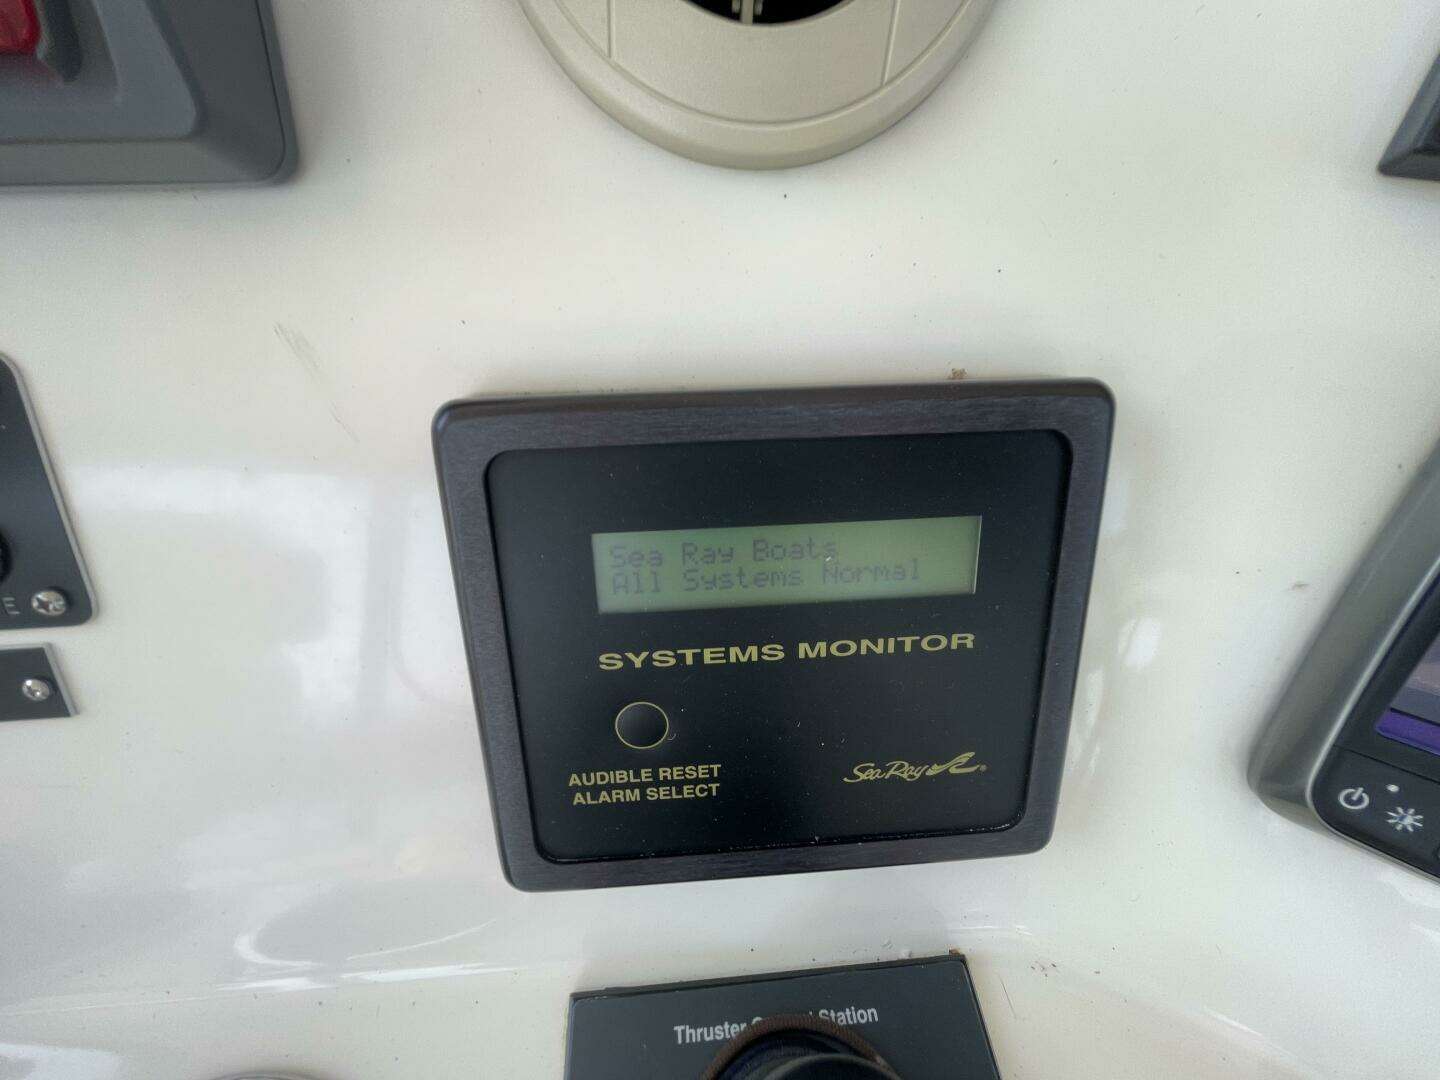 Sea Ray Boats
All Systems Normal
SYSTEMS MONITOR
AUDIBLE RESET
ALARM SELECT
Sea Ray ®
E
Thruster Station